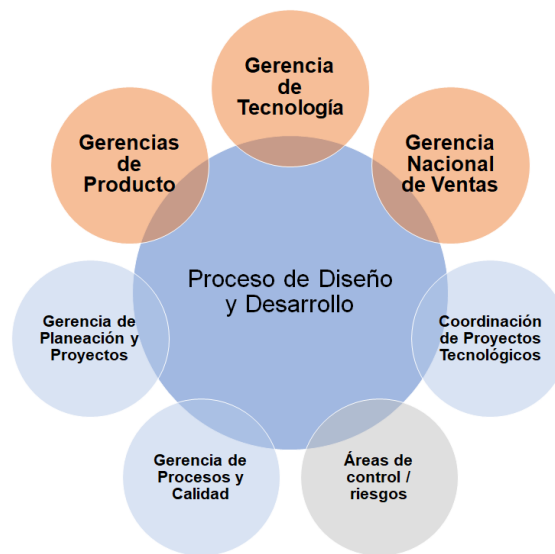 Gerencia
de
Tecnología
Gerencias
de
Producto
Gerencia
Nacional
de Ventas
Proceso de Diseño
y Desarrollo
Gerencia de
Planeación y
Proyectos
Coordinación
de Proyectos
Tecnológicos
Gerencia de
Procesos y
Calidad
Áreas de
control /
riesgos